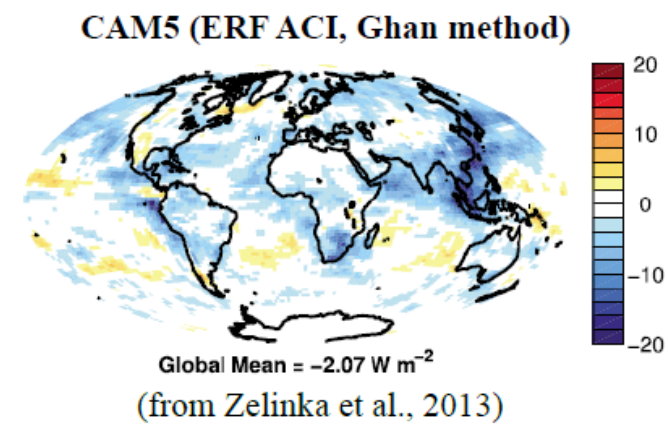 CAM5 (ERF ACI, Ghan method)
20
10
0
−10
−20
Global Mean = −2.07 W m⁻²
(from Zelinka et al., 2013)